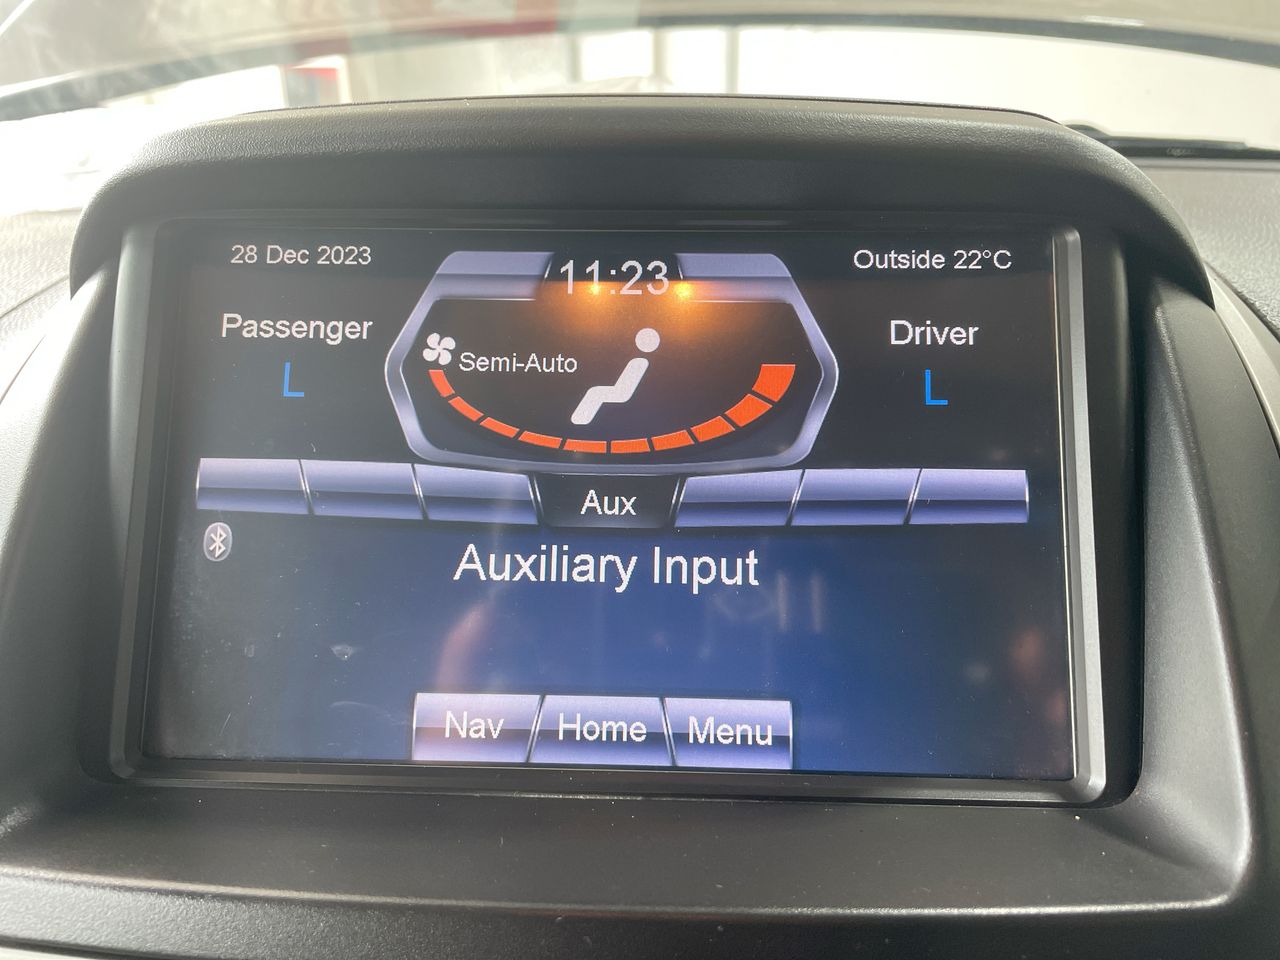 28 Dec 2023
11:23
Outside 22°C
Passenger
Driver
Semi-Auto
L
L
Aux
Auxiliary Input
Nav
Home
Menu